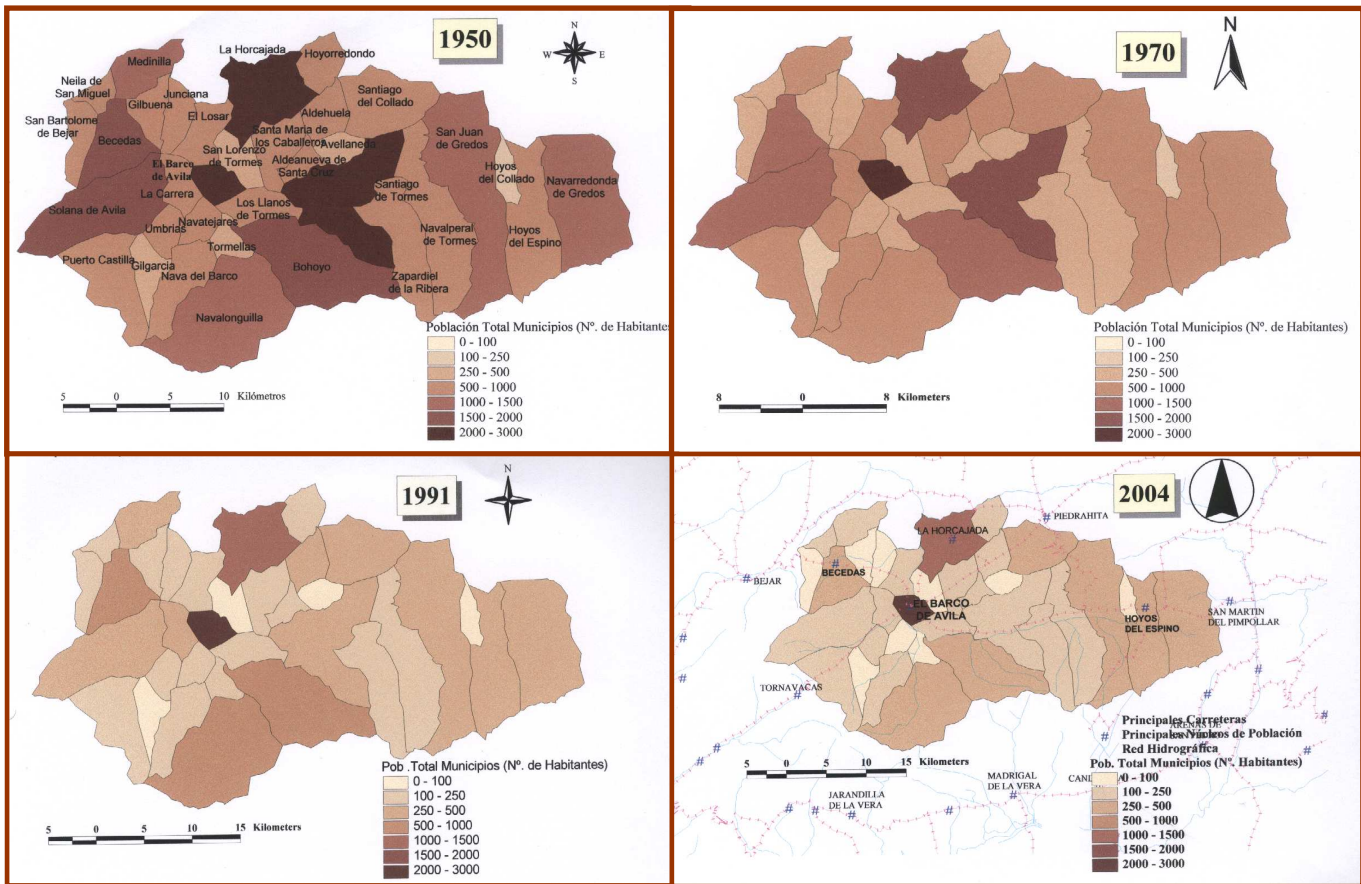 1950
N
W
E
S
La Horcajada
Hoyorredondo
Medinilla
Neila de
San Miguel
Junciana
Gilbuena
Santiago
del Collado
El Losar
Aldehuela
San Bartolome
de Bejar
Becedas
Santa Maria de
los Caballeros
Avellaneda
San Juan
de Gredos
San Lorenzo
de Tormes
Aldeanueva de
Santa Cruz
El Barco
de Avila
Hoyos
del Collado
Navarredonda
de Gredos
La Carrera
Santiago
de Tormes
Solana de Avila
Los Llanos
de Tormes
Navatejares
Umbrias
Navalperal
de Tormes
Hoyos
del Espino
Tormellas
Puerto Castilla
Gilgarcia
Nava del Barco
Bohoyo
Zapardiel
de la Ribera
Navalonguilla
Población Total Municipios (Nº. de Habitante
0 - 100
100 - 250
250 - 500
500 - 1000
1000 - 1500
1500 - 2000
2000 - 3000
5 0 5 10 Kilómetros
1970
N
Población Total Municipios (Nº. de Habitantes)
0 - 100
100 - 250
250 - 500
500 - 1000
1000 - 1500
1500 - 2000
2000 - 3000
8 0 8 Kilometers
1991
N
Pob .Total Municipios (Nº. de Habitantes)
0 - 100
100 - 250
250 - 500
500 - 1000
1000 - 1500
1500 - 2000
2000 - 3000
5 0 5 10 15 Kilometers
2004
PIEDRAHITA
LA HORCAJADA
BECEDAS
BEJAR
EL BARCO
DE AVILA
HOYOS
DEL ESPINO
SAN MARTIN
DEL PIMPOLLAR
TORNAVACAS
Principales Carreteras
ARENAS DE
Principales Núcleos de Población
Red Hidrográfica
Pob. Total Municipios (Nº. Habitantes)
0 - 100
100 - 250
250 - 500
500 - 1000
1000 - 1500
1500 - 2000
2000 - 3000
5 0 5 10 15 Kilometers
MADRIGAL
DE LA VERA
JARANDILLA
DE LA VERA